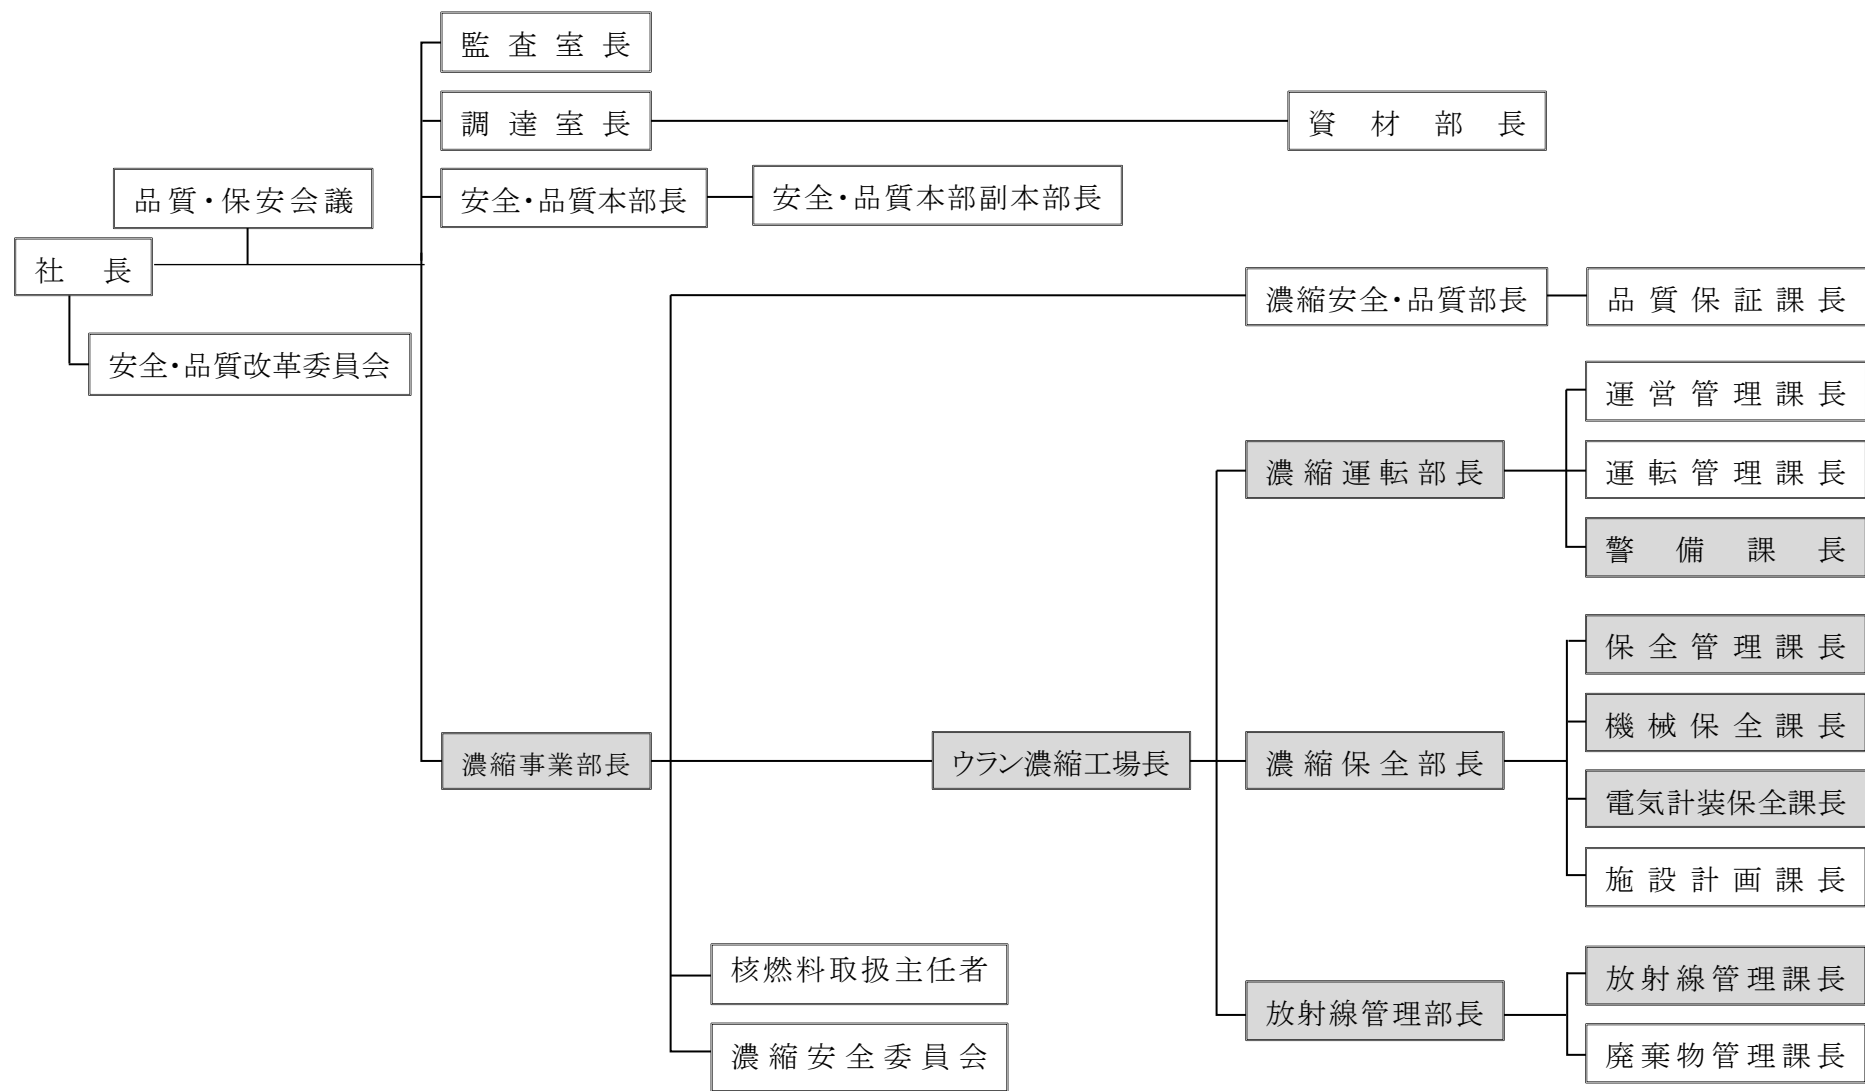 監査室長
調達室長
資材部長
品質・保安会議
安全・品質本部長
安全・品質本部副本部長
社長
濃縮安全・品質部長
品質保証課長
安全・品質改革委員会
運営管理課長
濃縮運転部長
運転管理課長
警備課長
保全管理課長
機械保全課長
濃縮事業部長
ウラン濃縮工場長
濃縮保全部長
電気計装保全課長
施設計画課長
核燃料取扱主任者
放射線管理課長
放射線管理部長
濃縮安全委員会
廃棄物管理課長